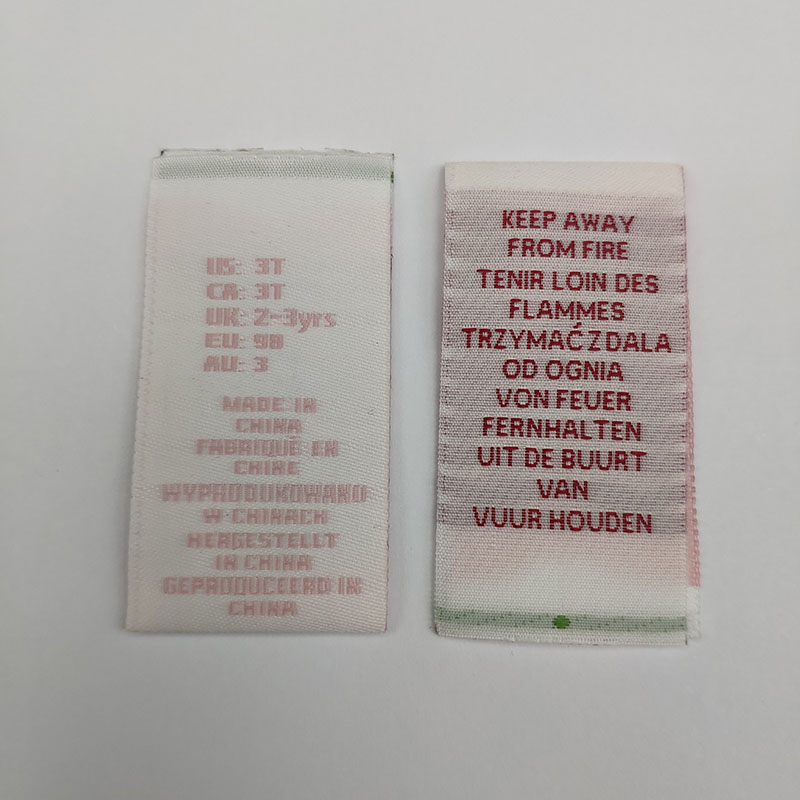 US: 3T
CA: 3T
UK: 2-3yrs
EU: 98
AU: 3
MADE IN
CHINA
FABRIQUÉ EN
CHINE
WYPRODUKOWANO
W CHINACH
HERGESTELLT
IN CHINA
GEPRODUCEERD IN
CHINA
KEEP AWAY
FROM FIRE
TENIR LOIN DES
FLAMMES
TRZYMAĆ Z DALA
OD OGNIA
VON FEUER
FERNHALTEN
UIT DE BUURT
VAN
VUUR HOUDEN